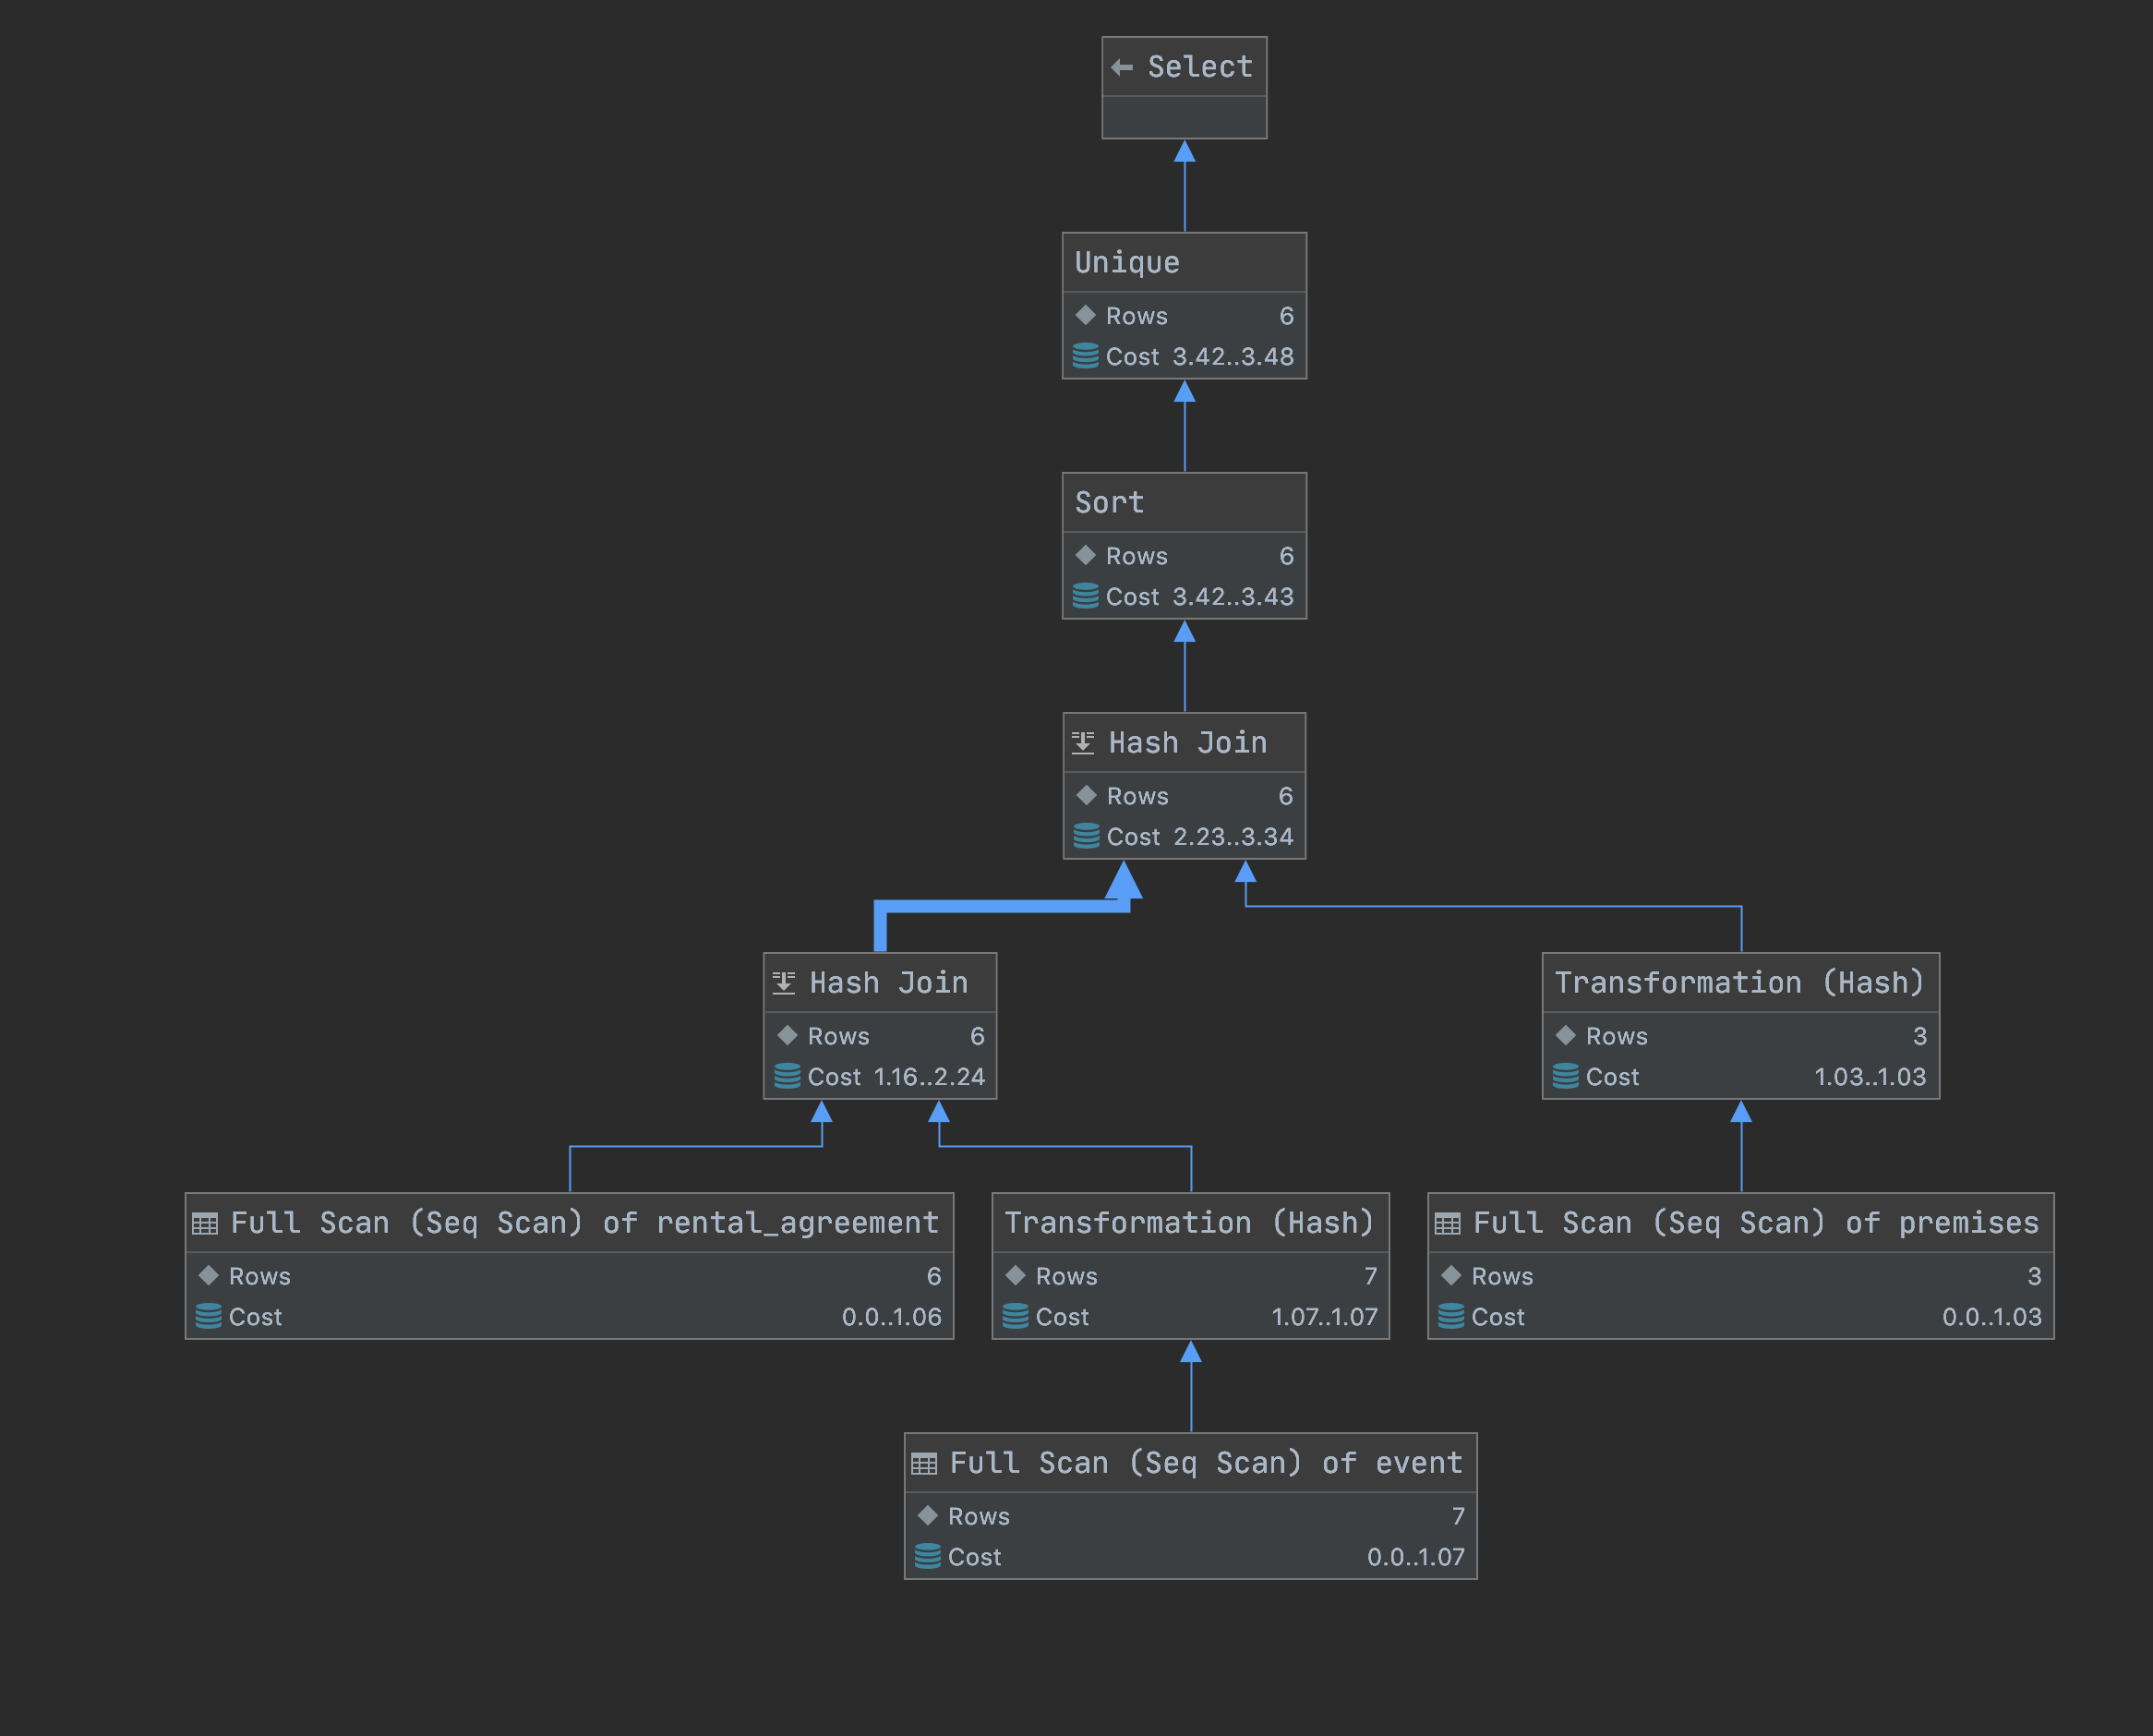 Select
Unique
Rows 6
Cost 3.42..3.48
Sort
Rows 6
Cost 3.42..3.43
Hash Join
Rows 6
Cost 2.23..3.34
Hash Join
Rows 6
Cost 1.16..2.24
Transformation (Hash)
Rows 3
Cost 1.03..1.03
Full Scan (Seq Scan) of rental_agreement
Rows 6
Cost 0.0..1.06
Transformation (Hash)
Rows 7
Cost 1.07..1.07
Full Scan (Seq Scan) of premises
Rows 3
Cost 0.0..1.03
Full Scan (Seq Scan) of event
Rows 7
Cost 0.0..1.07